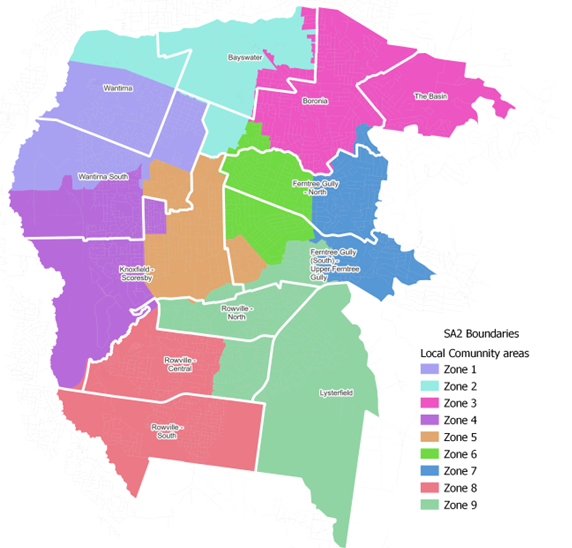 Bayswater
Wantirna
The Basin
Boronia
Wantirna South
Ferntree Gully
- North
Ferntree Gully
(South) -
Upper Ferntree
Gully
Knoxfield -
Scoresby
Rowville -
North
Rowville -
Central
Lysterfield
Rowville -
South
SA2 Boundaries
Local Comunnity areas
Zone 1
Zone 2
Zone 3
Zone 4
Zone 5
Zone 6
Zone 7
Zone 8
Zone 9